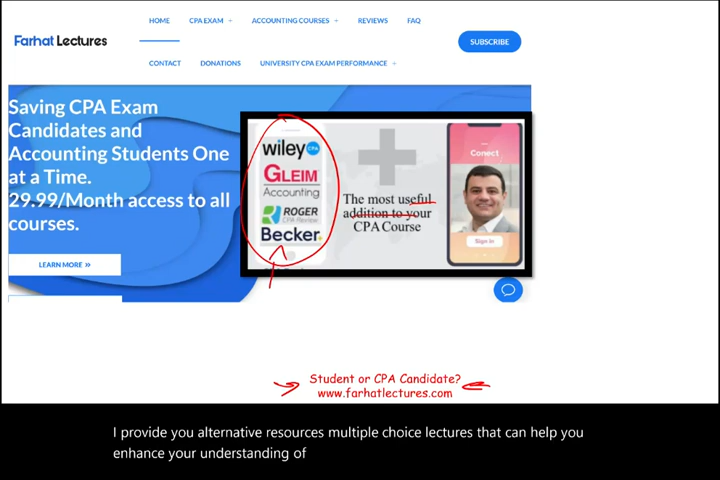 HOME CPA EXAM + ACCOUNTING COURSES + REVIEWS FAQ
Farhat Lectures
SUBSCRIBE
CONTACT DONATIONS UNIVERSITY CPA EXAM PERFORMANCE +
Saving CPA Exam
Candidates and
Accounting Students One
at a Time.
29.99/Month access to all
courses.
LEARN MORE »
wiley CPA
GLEIM
Accounting
ROGER
CPA Review
Becker.
The most useful
addition to your
CPA Course
Conect
Sign in
Student or CPA Candidate?
www.farhatlectures.com
I provide you alternative resources multiple choice lectures that can help you
enhance your understanding of